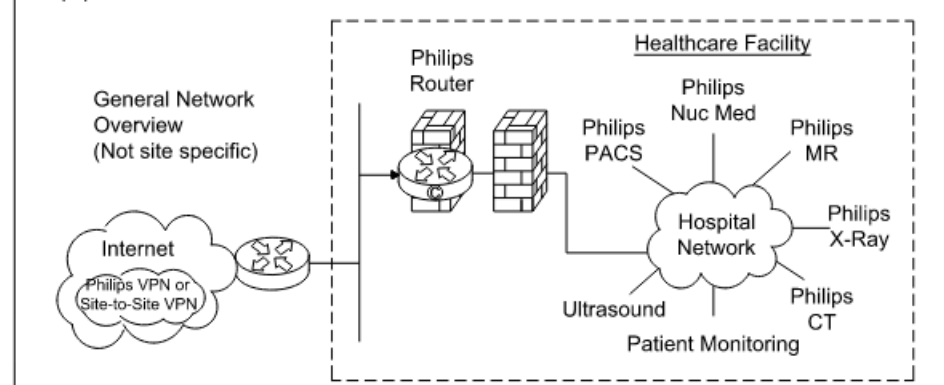 Healthcare Facility
Philips
Router
General Network
Overview
(Not site specific)
Philips
Nuc Med
Philips
PACS
Philips
MR
Hospital
Network
Philips
X-Ray
Internet
Philips VPN or
Site-to-Site VPN
C
Ultrasound
Philips
CT
Patient Monitoring